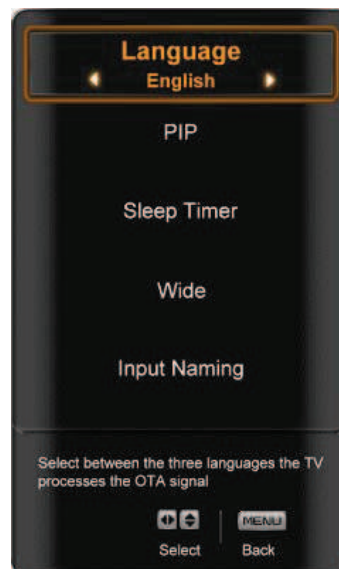 Language
English
PIP
Sleep Timer
Wide
Input Naming
Select between the three languages the TV
processes the OTA signal
MENU
Select Back